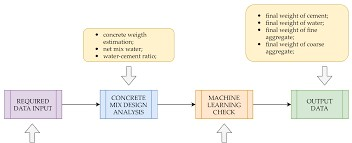 • concrete weigth
estimation;
• net mix water;
• water-cement ratio;
• final weight of cement;
• final weight of water;
• final weight of fine
aggregate;
• final weight of coarse
aggregate;
REQUIRED
DATA INPUT
CONCRETE
MIX DESIGN
ANALYSIS
MACHINE
LEARNING
CHECK
OUTPUT
DATA